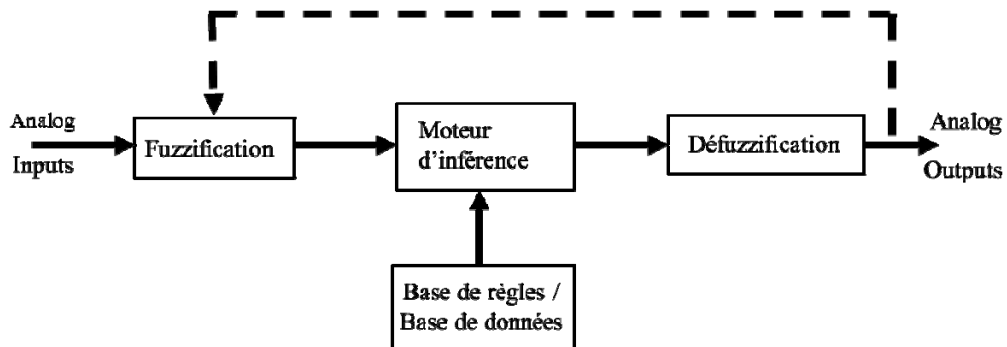 Analog
Inputs
Fuzzification
Moteur
d'inférence
Défuzzification
Analog
Outputs
Base de règles /
Base de données